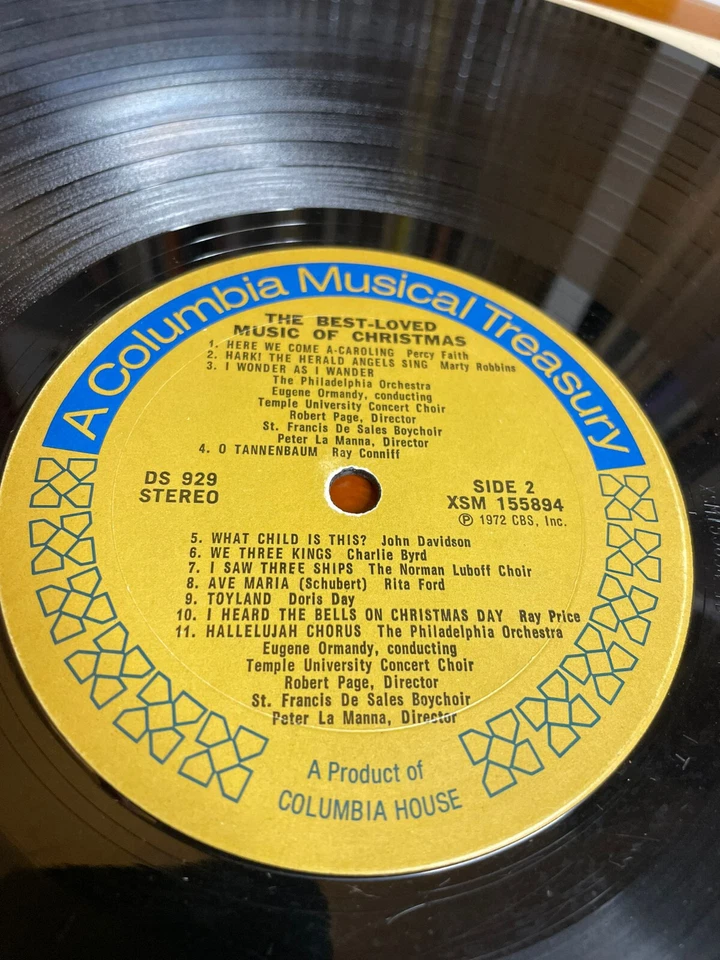 A Columbia Musical Treasury
THE BEST-LOVED
MUSIC OF CHRISTMAS
1. HERE WE COME A-CAROLING Percy Faith
2. HARK! THE HERALD ANGELS SING Marty Robbins
3. I WONDER AS I WANDER
The Philadelphia Orchestra
Eugene Ormandy, conducting
Temple University Concert Choir
Robert Page, Director
St. Francis De Sales Boychoir
Peter La Manna, Director
4. O TANNENBAUM Ray Conniff
DS 929
STEREO
SIDE 2
XSM 155894
Ⓟ 1972 CBS, Inc.
5. WHAT CHILD IS THIS? John Davidson
6. WE THREE KINGS Charlie Byrd
7. I SAW THREE SHIPS The Norman Luboff Choir
8. AVE MARIA (Schubert) Rita Ford
9. TOYLAND Doris Day
10. I HEARD THE BELLS ON CHRISTMAS DAY Ray Price
11. HALLELUJAH CHORUS The Philadelphia Orchestra
Eugene Ormandy, conducting
Temple University Concert Choir
Robert Page, Director
St. Francis De Sales Boychoir
Peter La Manna, Director
A Product of
COLUMBIA HOUSE